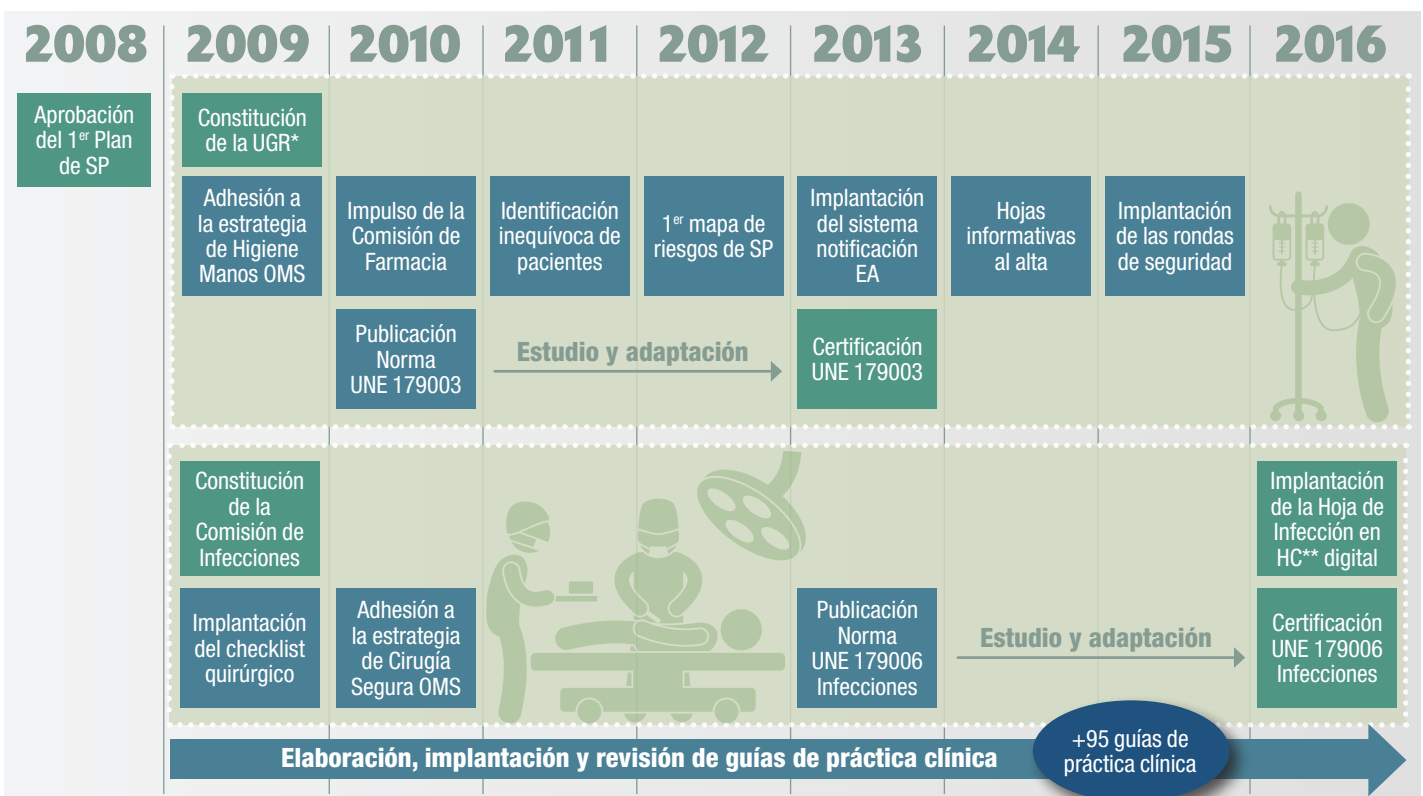 2008 2009 2010 2011 2012 2013 2014 2015 2016
Aprobación
del 1er Plan
de SP
Constitución
de la UGR*
Adhesión a
la estrategia
de Higiene
Manos OMS
Impulso de la
Comisión de
Farmacia
Identificación
inequívoca de
pacientes
1er mapa de
riesgos de SP
Implantación
del sistema
notificación
EA
Hojas
informativas
al alta
Implantación
de las rondas
de seguridad
Publicación
Norma
UNE 179003
Estudio y adaptación
Certificación
UNE 179003
Constitución
de la
Comisión de
Infecciones
Implantación
de la Hoja de
Infección en
HC** digital
Implantación
del checklist
quirúrgico
Adhesión a
la estrategia
de Cirugía
Segura OMS
Publicación
Norma
UNE 179006
Infecciones
Estudio y adaptación
Certificación
UNE 179006
Infecciones
Elaboración, implantación y revisión de guías de práctica clínica
+95 guías de
práctica clínica